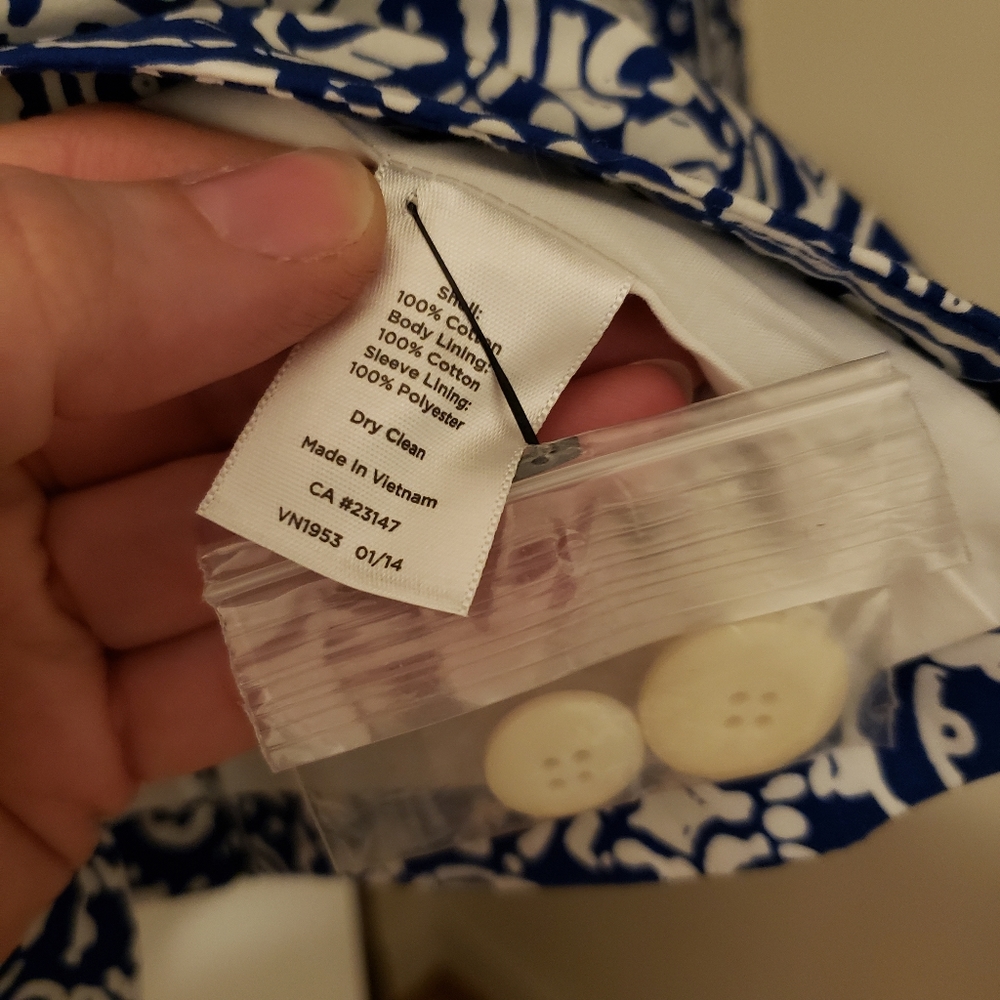 Shell:
100% Cotton
Body Lining:
100% Cotton
Sleeve Lining:
100% Polyester
Dry Clean
Made in Vietnam
CA #23147
VN1953 01/14